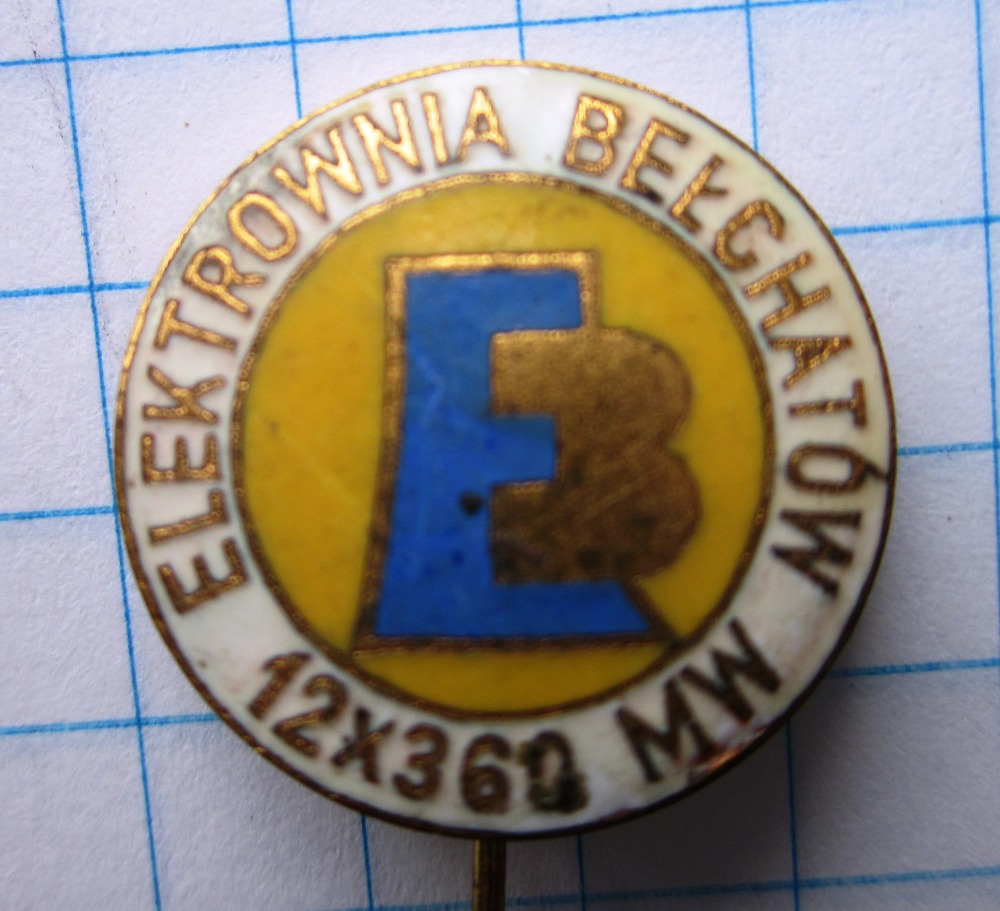 ELEKTROWNIA BEŁCHATÓW
12X360 MW
EB